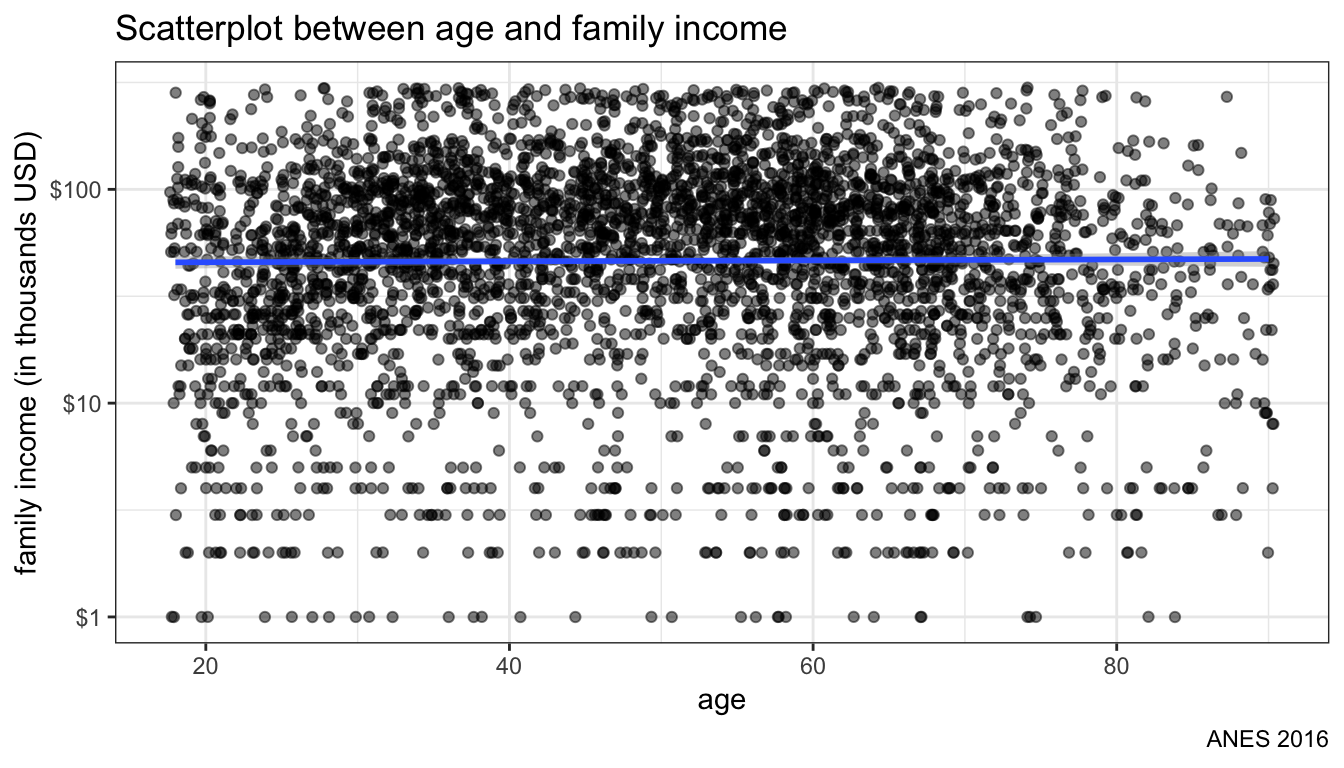 Scatterplot between age and family income
family income (in thousands USD)
$100
$10
$1
20 40 60 80
age
ANES 2016